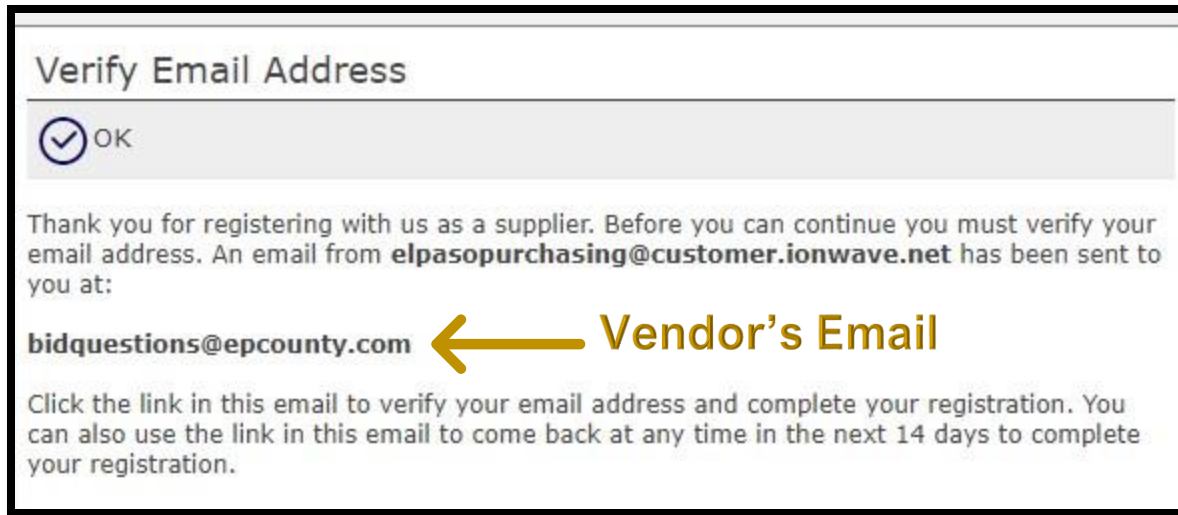 Verify Email Address
OK
Thank you for registering with us as a supplier. Before you can continue you must verify your
email address. An email from elpasopurchasing@customer.ionwave.net has been sent to
you at:
bidquestions@epcounty.com Vendor's Email
Click the link in this email to verify your email address and complete your registration. You
can also use the link in this email to come back at any time in the next 14 days to complete
your registration.